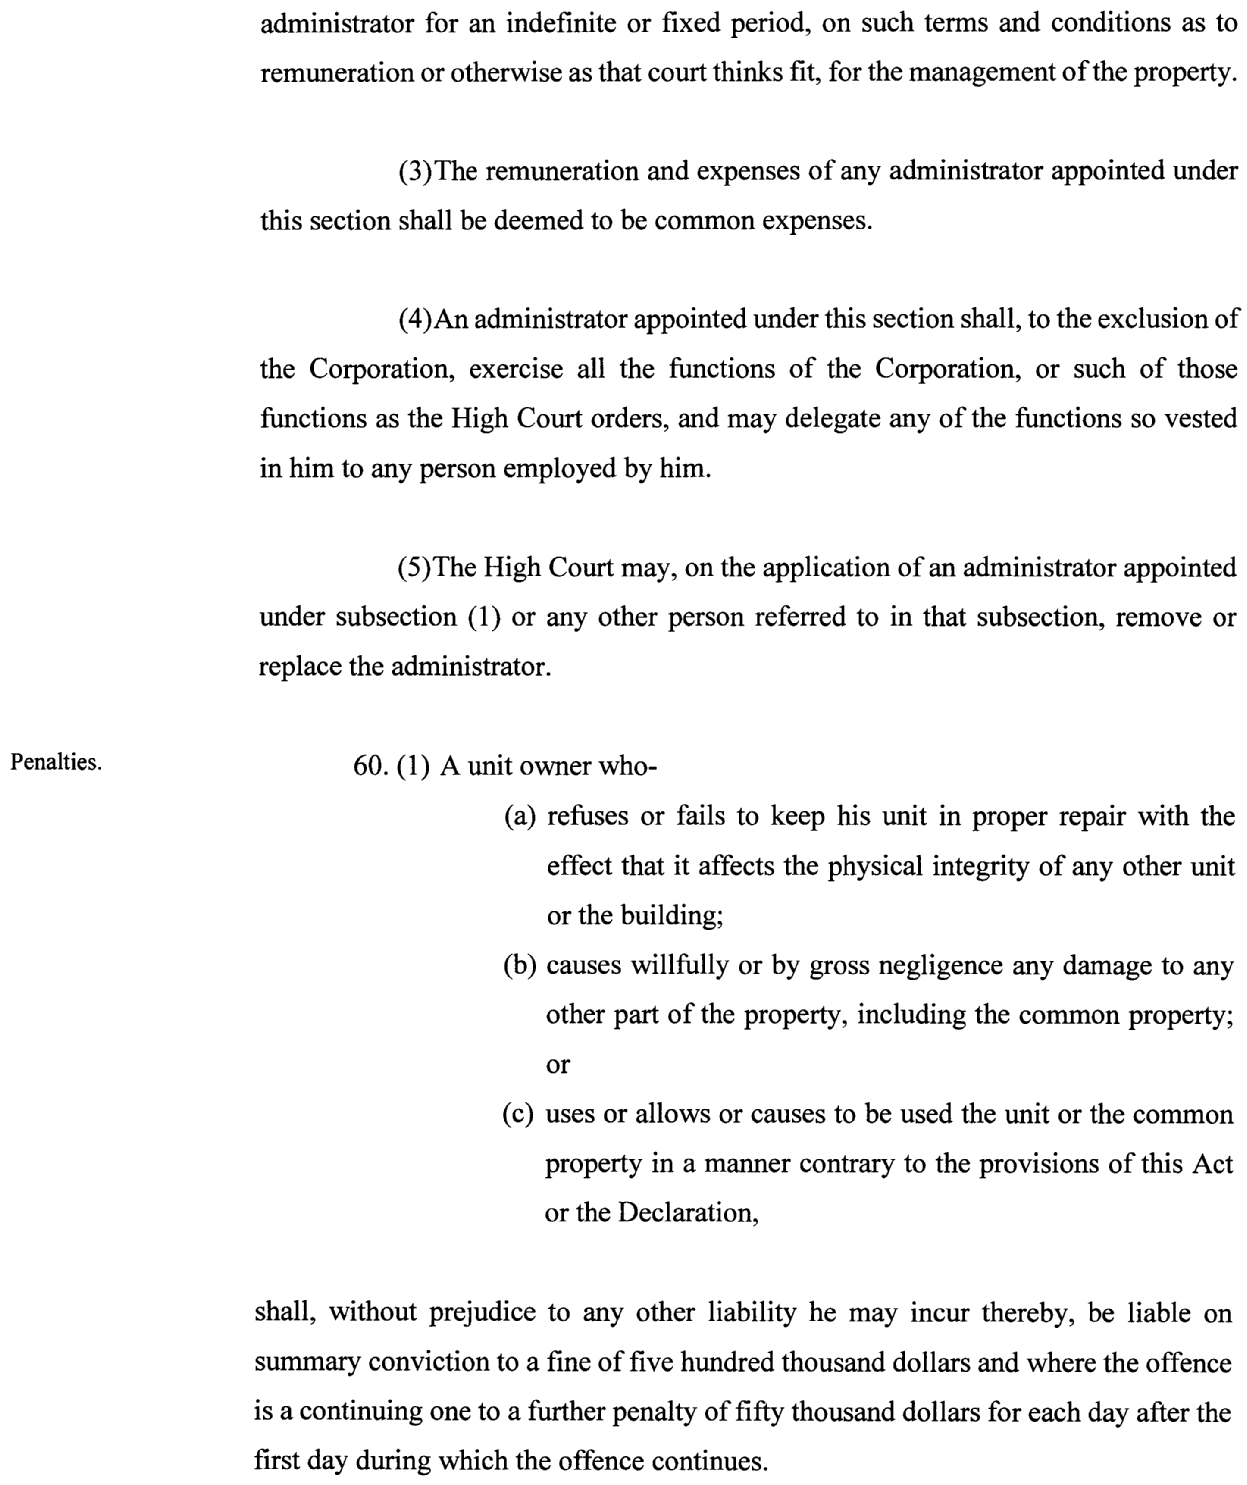 administrator for an indefinite or fixed period, on such terms and conditions as to
remuneration or otherwise as that court thinks fit, for the management of the property.
(3)The remuneration and expenses of any administrator appointed under
this section shall be deemed to be common expenses.
(4)An administrator appointed under this section shall, to the exclusion of
the Corporation, exercise all the functions of the Corporation, or such of those
functions as the High Court orders, and may delegate any of the functions so vested
in him to any person employed by him.
(5)The High Court may, on the application of an administrator appointed
under subsection (1) or any other person referred to in that subsection, remove or
replace the administrator.
Penalties. 60. (1) A unit owner who-
(a) refuses or fails to keep his unit in proper repair with the
effect that it affects the physical integrity of any other unit
or the building;
(b) causes willfully or by gross negligence any damage to any
other part of the property, including the common property;
or
(c) uses or allows or causes to be used the unit or the common
property in a manner contrary to the provisions of this Act
or the Declaration,
shall, without prejudice to any other liability he may incur thereby, be liable on
summary conviction to a fine of five hundred thousand dollars and where the offence
is a continuing one to a further penalty of fifty thousand dollars for each day after the
first day during which the offence continues.